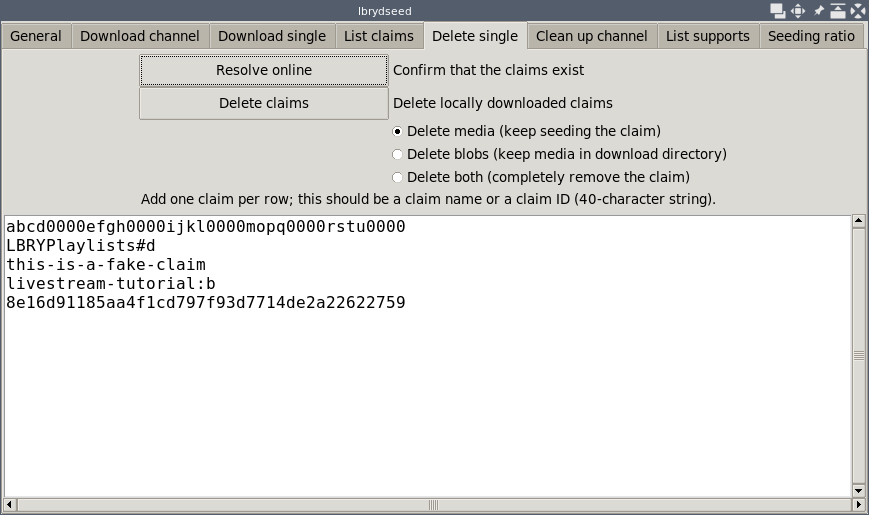 lbrydseed
General Download channel Download single List claims Delete single Clean up channel List supports Seeding ratio
Resolve online Confirm that the claims exist
Delete claims Delete locally downloaded claims
Delete media (keep seeding the claim)
Delete blobs (keep media in download directory)
Delete both (completely remove the claim)
Add one claim per row; this should be a claim name or a claim ID (40-character string).
abcd0000efgh0000ijkl0000mopq0000rstu0000
LBRYPlaylists#d
this-is-a-fake-claim
livestream-tutorial:b
8e16d91185aa4f1cd797f93d7714de2a22622759